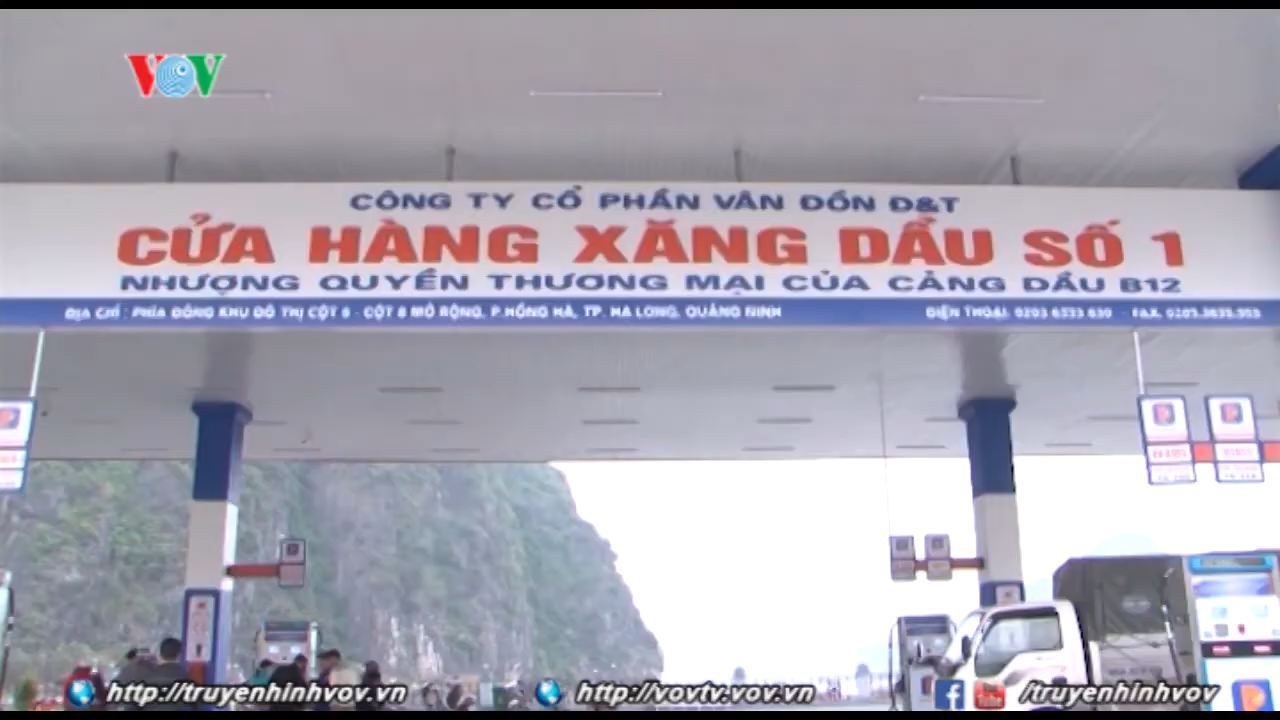 VOV
CÔNG TY CỔ PHẦN VÂN ĐỒN Đ&T
CỬA HÀNG XĂNG DẦU SỐ 1
NHƯỢNG QUYỀN THƯƠNG MẠI CỦA CẢNG DẦU B12
ĐỊA CHỈ : PHÍA ĐÔNG KHU ĐÔ THỊ CỘT 5 - CỘT 8 MỞ RỘNG, P.HỒNG HÀ, TP. HẠ LONG, QUẢNG NINH ĐIỆN THOẠI: 0203 - FAX:
http://truyenhinhvov.vn http://vovtv.vov.vn /truyenhinhvov